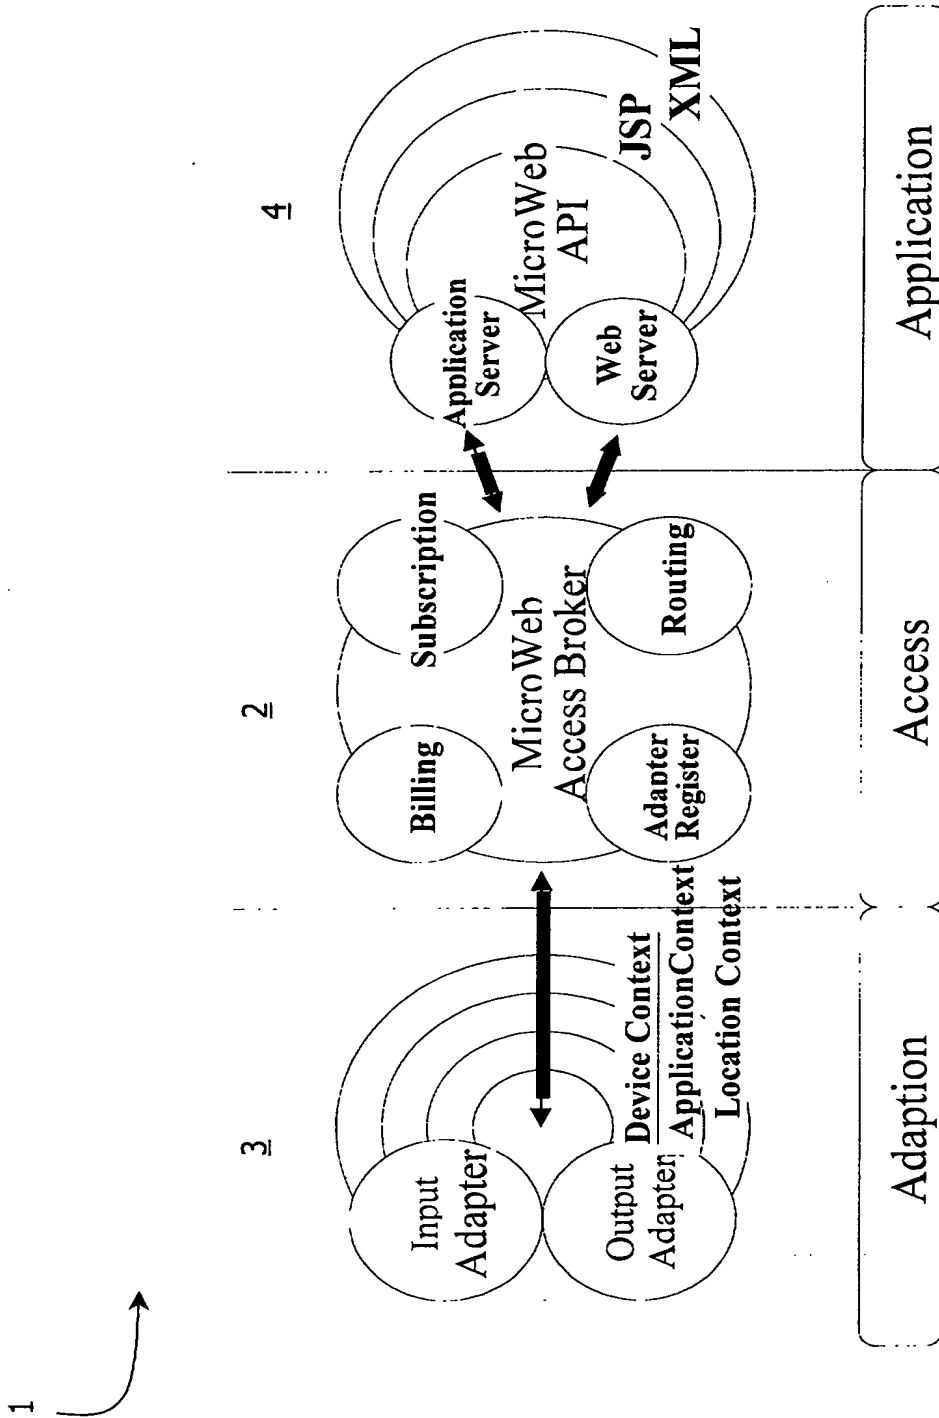 1
3
2
4
Input
Adapter
Output
Adapter
Device Context
ApplicationContext
Location Context
Billing
Subscription
MicroWeb
Access Broker
Adapter
Register
Routing
Application
Server
Web
Server
MicroWeb
API
JSP
XML
Adaption
Access
Application